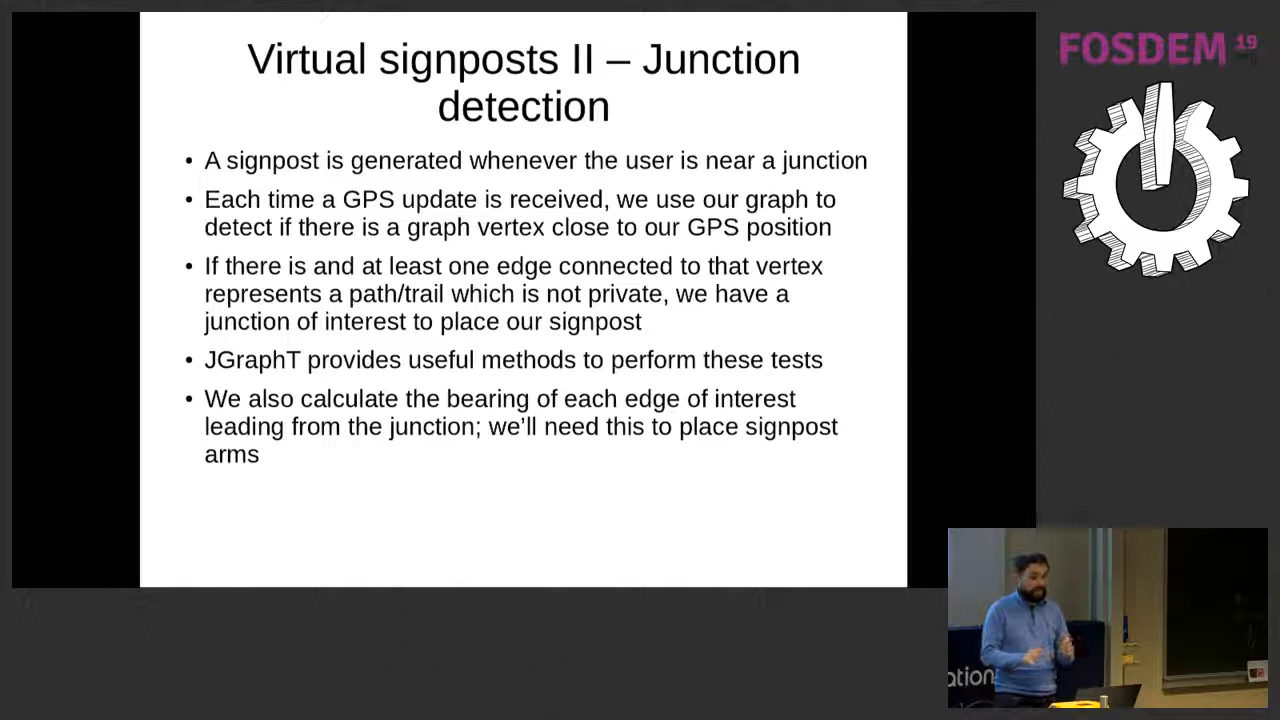 Virtual signposts II – Junction
detection
• A signpost is generated whenever the user is near a junction
• Each time a GPS update is received, we use our graph to
detect if there is a graph vertex close to our GPS position
• If there is and at least one edge connected to that vertex
represents a path/trail which is not private, we have a
junction of interest to place our signpost
• JGraphT provides useful methods to perform these tests
• We also calculate the bearing of each edge of interest
leading from the junction; we’ll need this to place signpost
arms
FOSDEM 19
ation